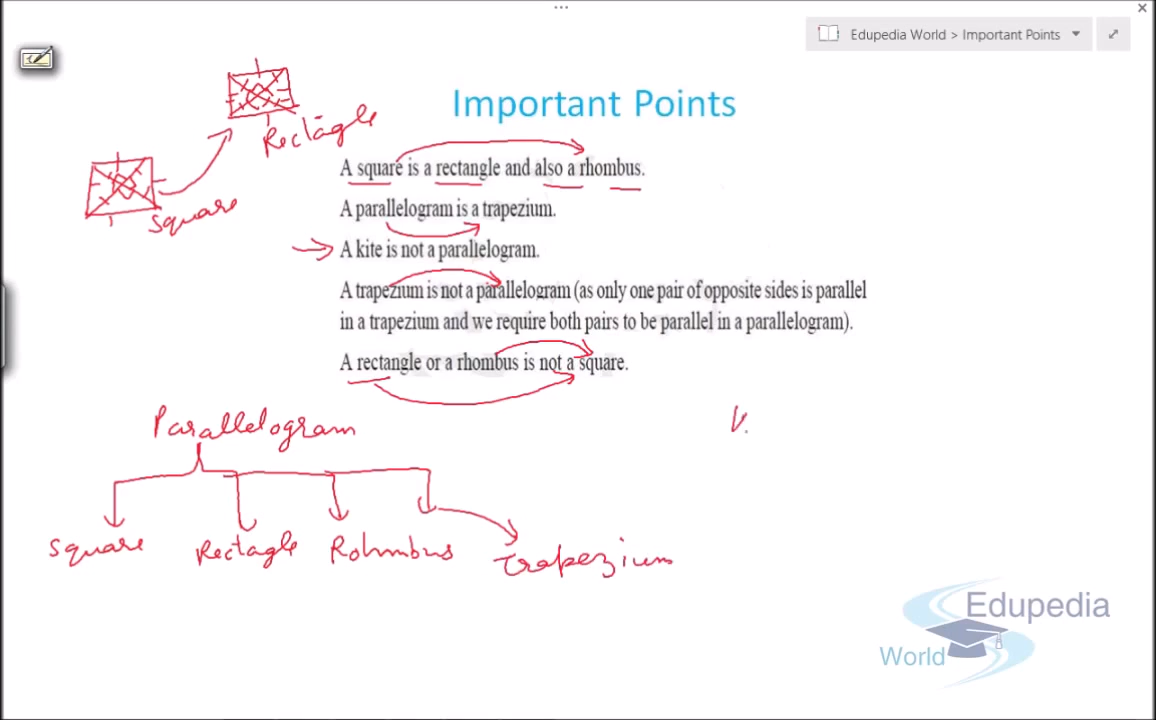 Edupedia World > Important Points
Important Points
Rectagle
Square
A square is a rectangle and also a rhombus.
A parallelogram is a trapezium.
A kite is not a parallelogram.
A trapezium is not a parallelogram (as only one pair of opposite sides is parallel
in a trapezium and we require both pairs to be parallel in a parallelogram).
A rectangle or a rhombus is not a square.
Parallelogram
Square Rectagle Rohmbus Trapezium
Edupedia
World